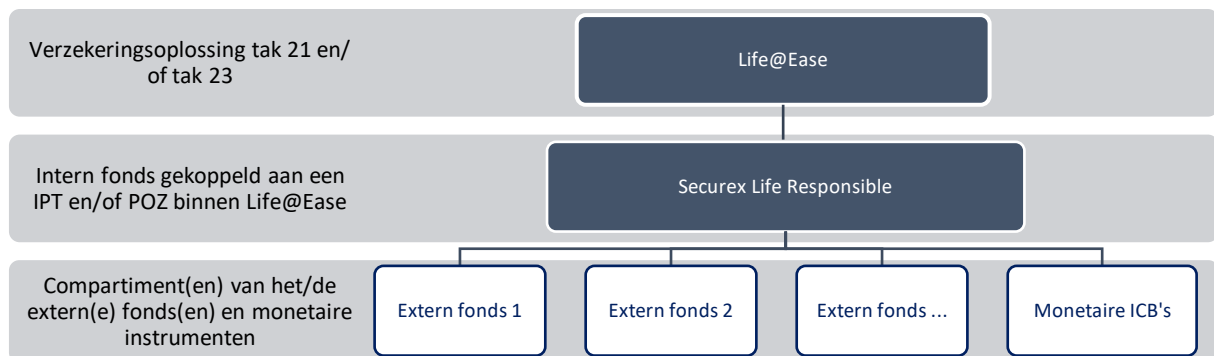 Verzekeringsoplossing tak 21 en/
of tak 23
Life@Ease
Intern fonds gekoppeld aan een
IPT en/of POZ binnen Life@Ease
Securex Life Responsible
Compartiment(en) van het/de
extern(e) fonds(en) en monetaire
instrumenten
Extern fonds 1
Extern fonds 2
Extern fonds ...
Monetaire ICB's